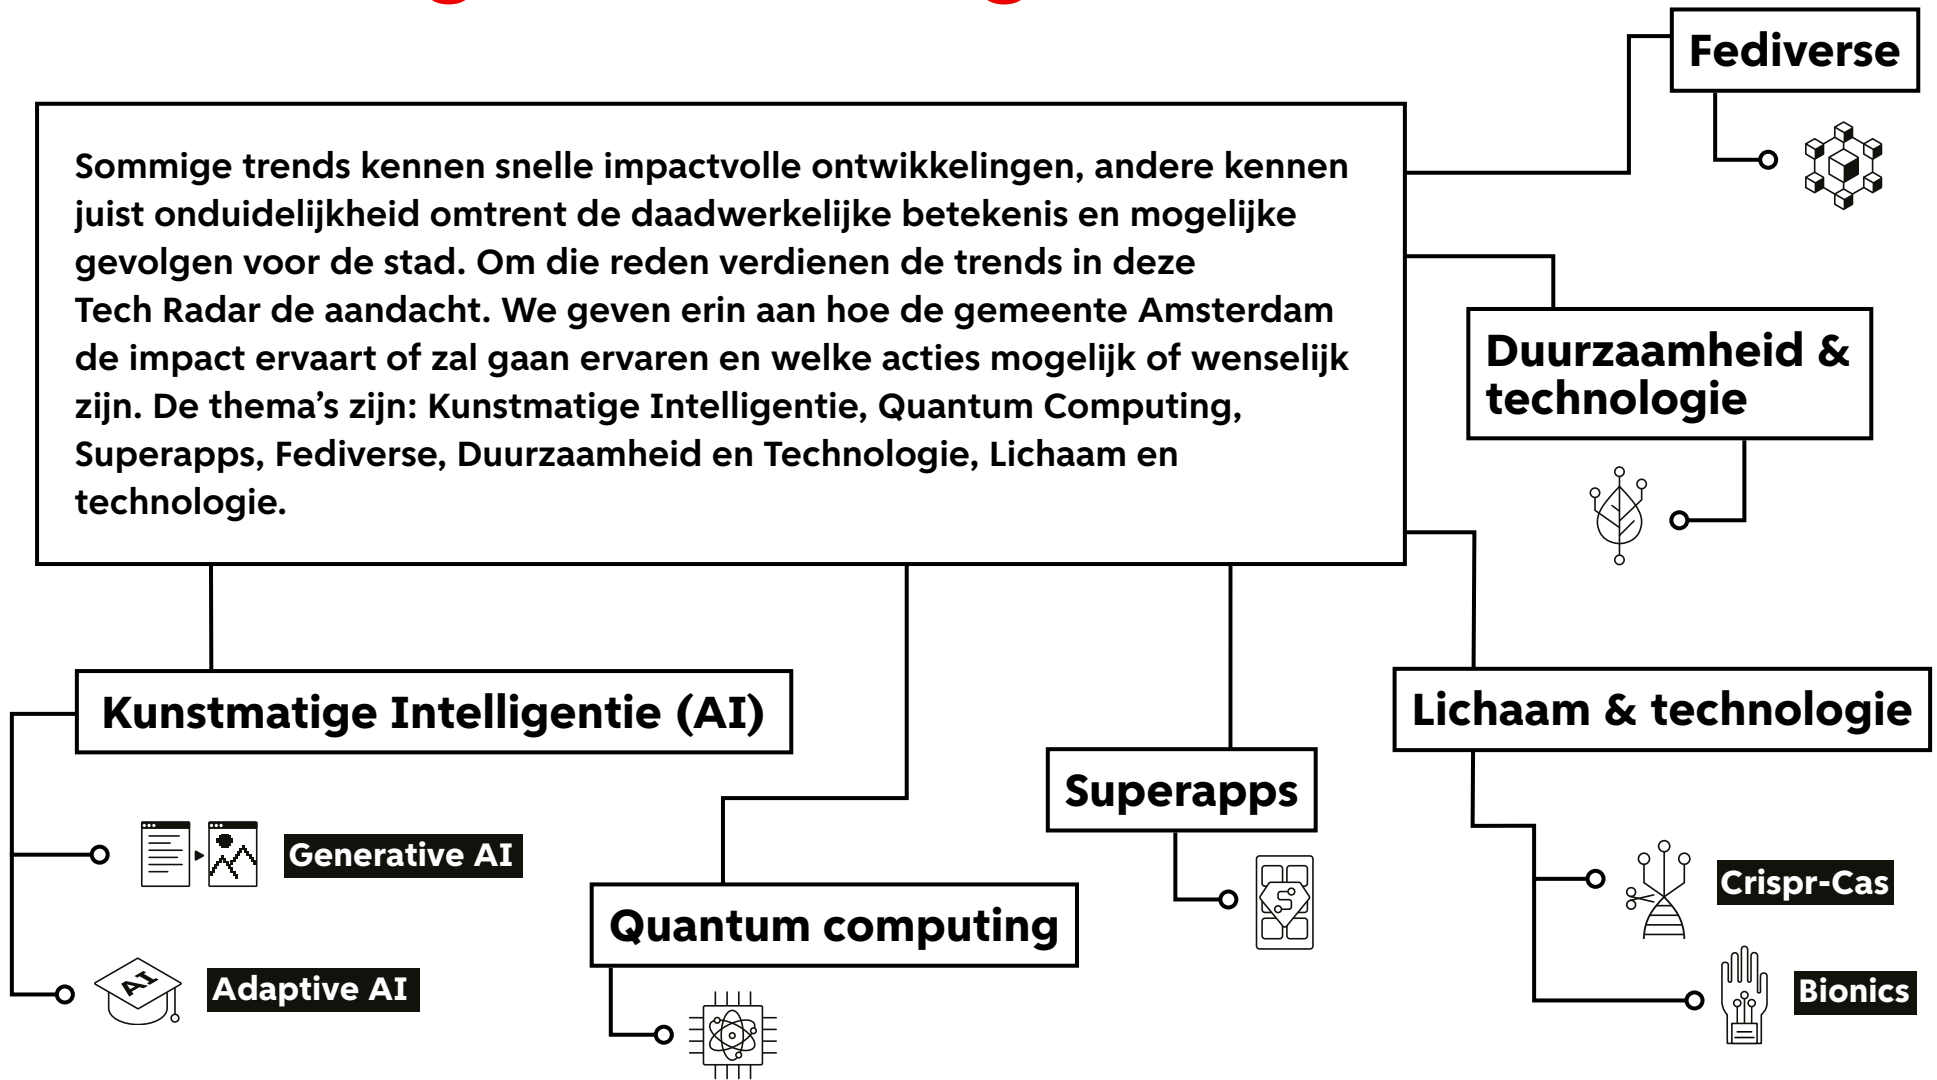 Fediverse
Sommige trends kennen snelle impactvolle ontwikkelingen, andere kennen
juist onduidelijkheid omtrent de daadwerkelijke betekenis en mogelijke
gevolgen voor de stad. Om die reden verdienen de trends in deze
Tech Radar de aandacht. We geven erin aan hoe de gemeente Amsterdam
de impact ervaart of zal gaan ervaren en welke acties mogelijk of wenselijk
zijn. De thema’s zijn: Kunstmatige Intelligentie, Quantum Computing,
Superapps, Fediverse, Duurzaamheid en Technologie, Lichaam en
technologie.
Duurzaamheid &
technologie
Kunstmatige Intelligentie (AI)
Generative AI
AI
Adaptive AI
Quantum computing
Superapps
S
Lichaam & technologie
Crispr-Cas
Bionics